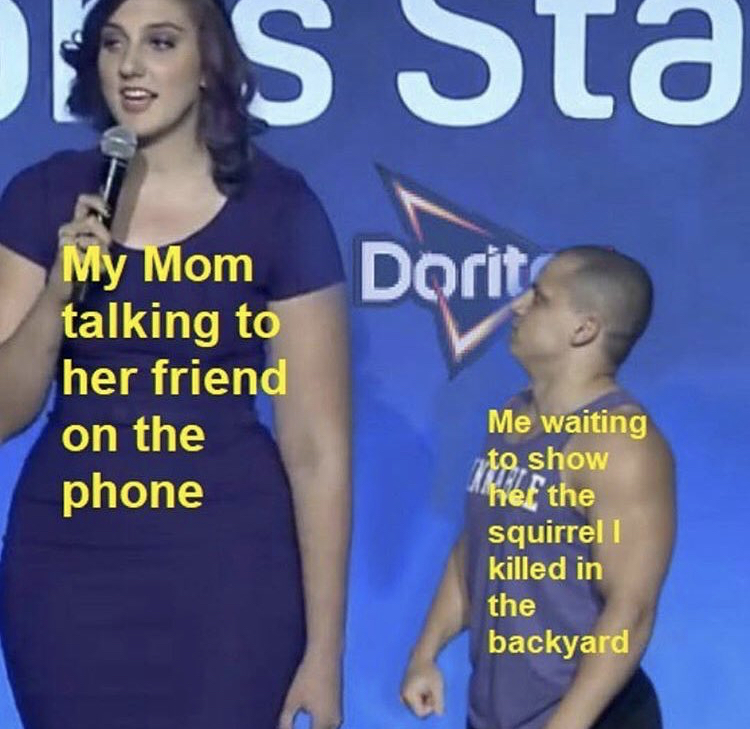 s Sta
Dorit
My Mom
talking to
her friend
on the
phone
Me waiting
to show
her the
squirrel I
killed in
the
backyard